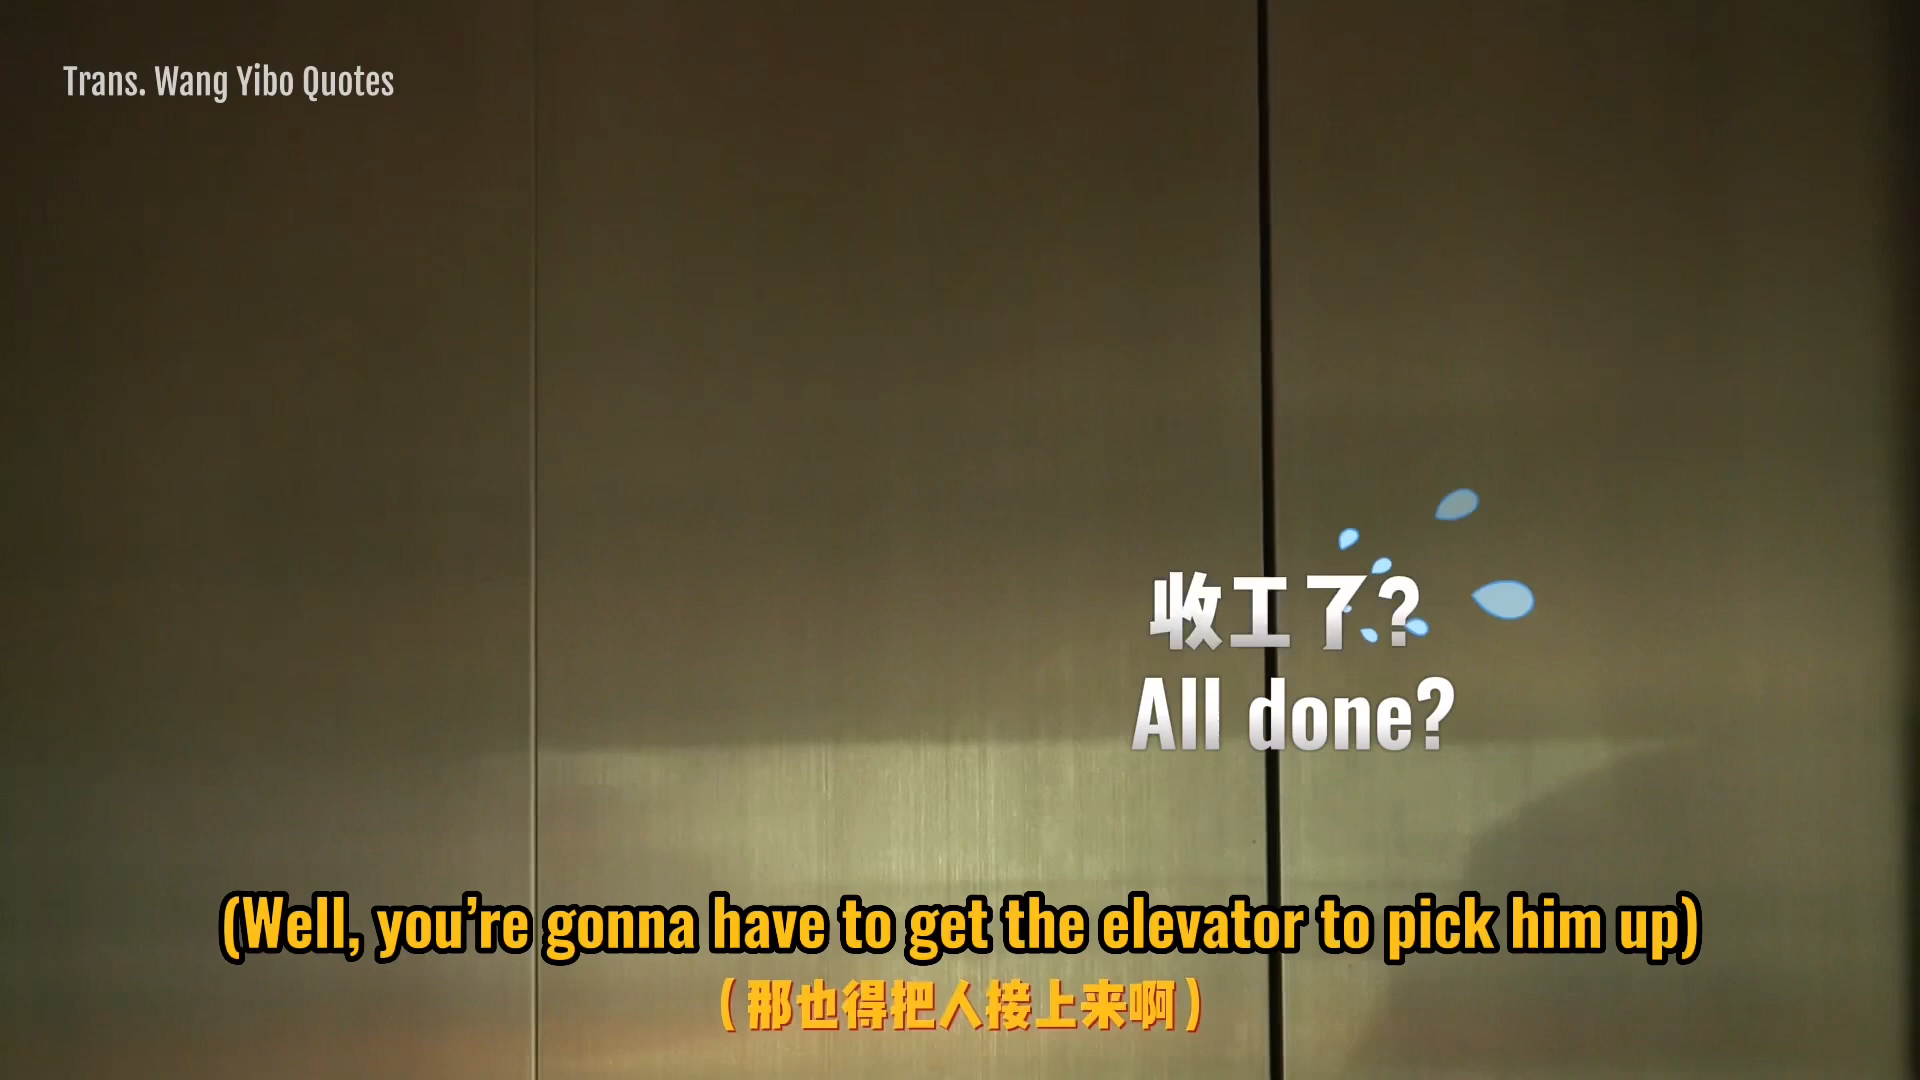 Trans. Wang Yibo Quotes
收工了?
All done?
(Well, you’re gonna have to get the elevator to pick him up)
（那也得把人接上来啊）